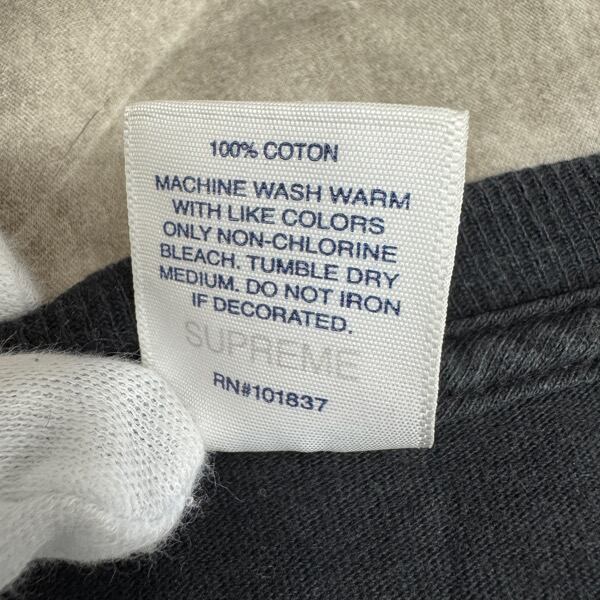 100% COTON
MACHINE WASH WARM
WITH LIKE COLORS
ONLY NON-CHLORINE
BLEACH. TUMBLE DRY
MEDIUM. DO NOT IRON
IF DECORATED.
SUPREME
RN#101837